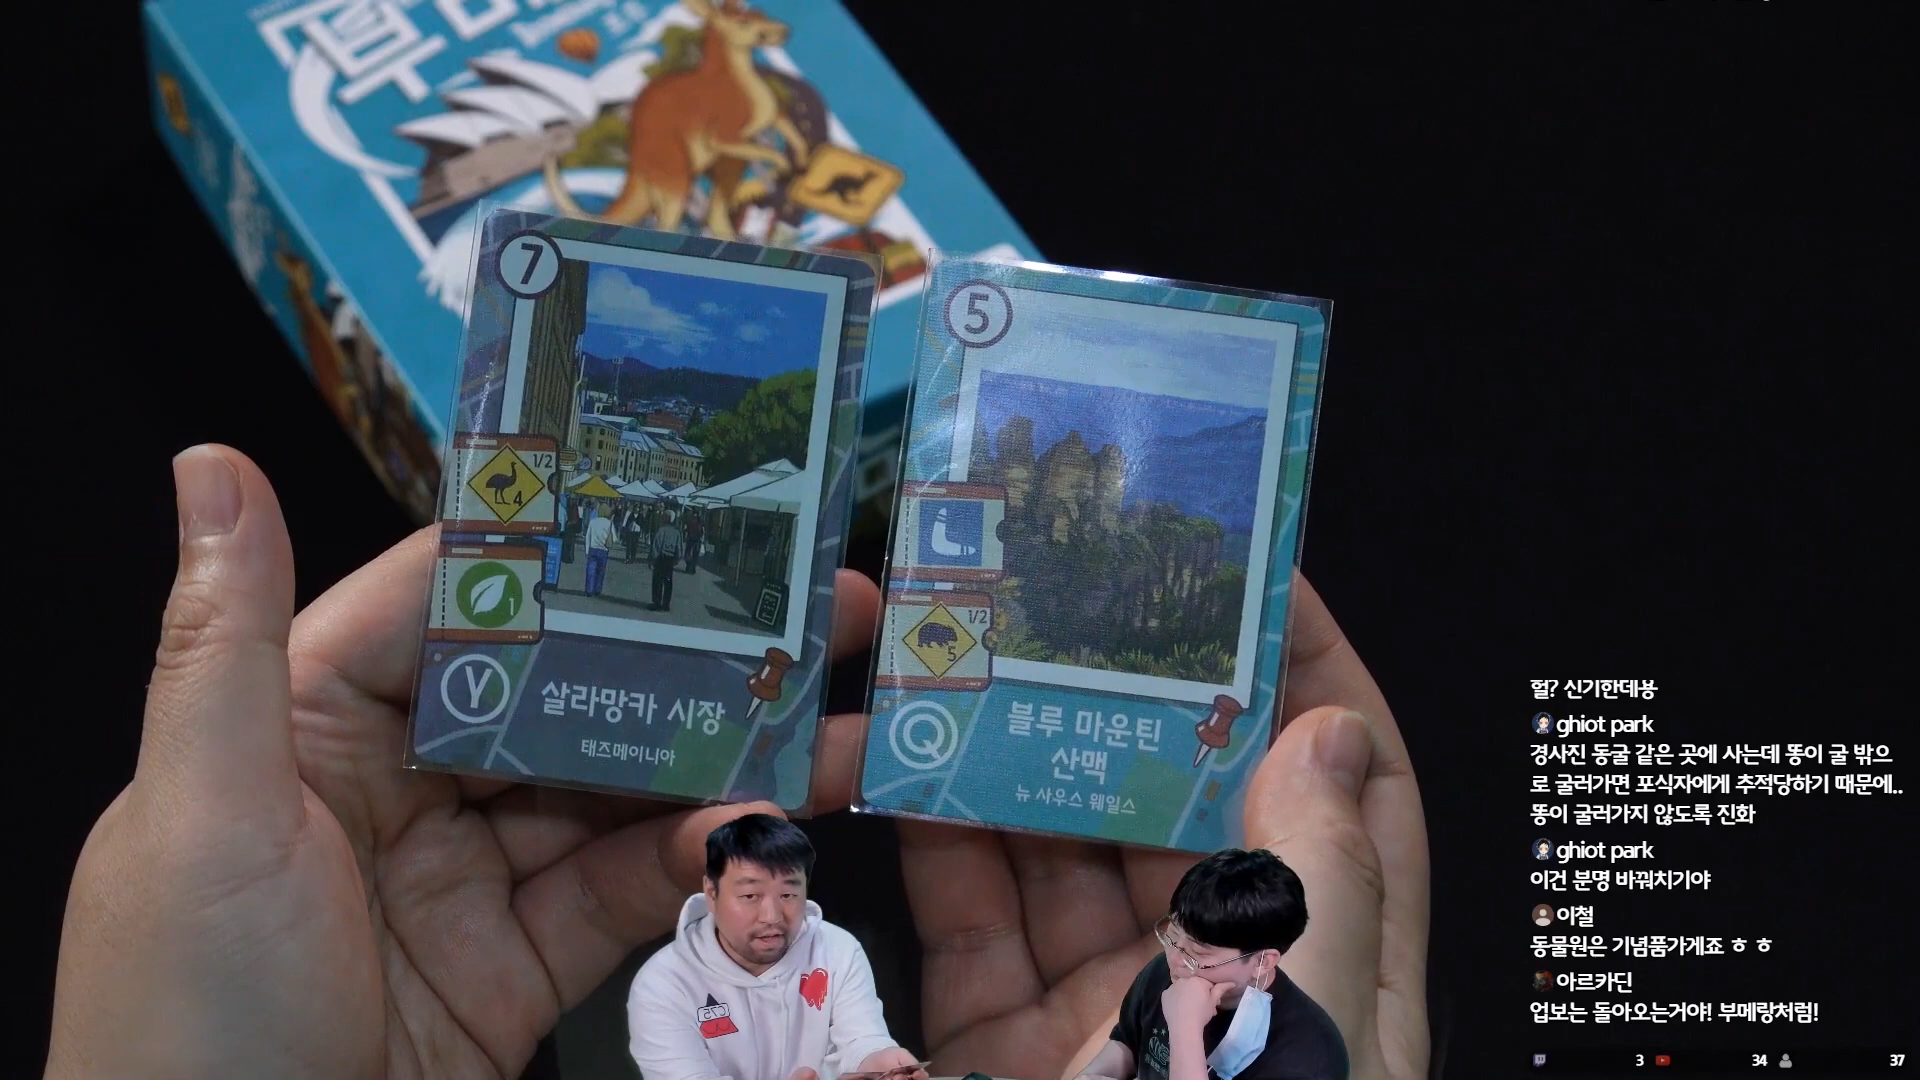 부
7
1/2
4
1
Y
살라망카 시장
태즈메이니아
5
1/2
5
Q
블루 마운틴
산맥
뉴 사우스 웨일스
헐? 신기한데용
ghiot park
경사진 동굴 같은 곳에 사는데 똥이 굴 밖으
로 굴러가면 포식자에게 추적당하기 때문에..
똥이 굴러가지 않도록 진화
ghiot park
이건 분명 바꿔치기야
이철
동물원은 기념품가게죠 ㅎ ㅎ
아르카딘
업보는 돌아오는거야! 부메랑처럼!
3 34 37